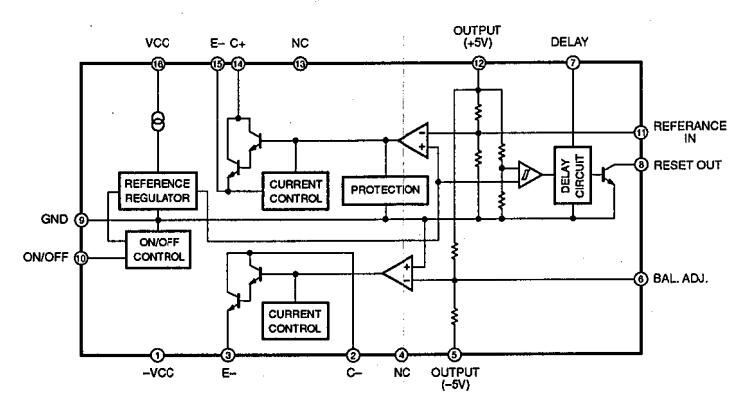 OUTPUT
(+5V)
VCC
E- C+
NC
DELAY
16
15
14
13
12
7
11
REFERANCE
IN
8
RESET OUT
REFERENCE
REGULATOR
CURRENT
CONTROL
PROTECTION
DELAY
CIRCUIT
GND
9
ON/OFF
10
ON/OFF
CONTROL
6
BAL. ADJ.
CURRENT
CONTROL
1
3
2
4
5
-VCC
E-
C-
NC
OUTPUT
(-5V)